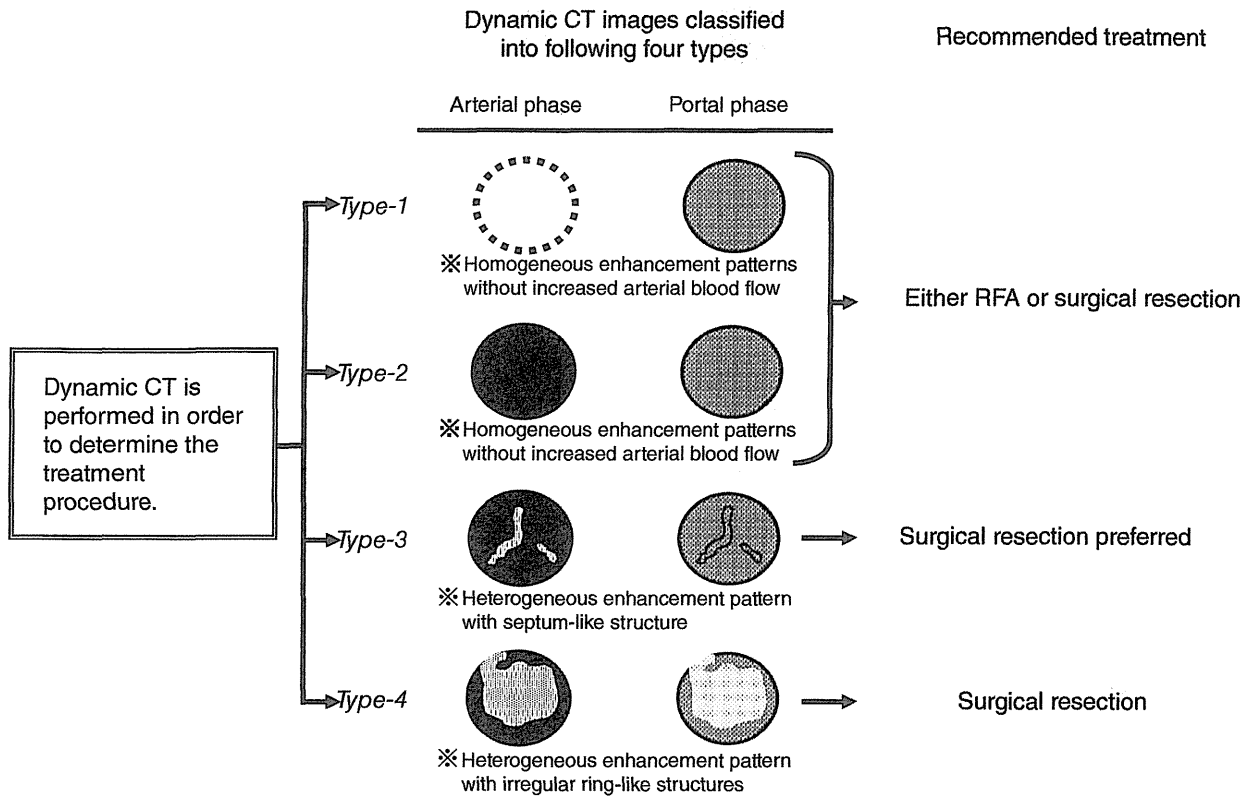 Dynamic CT images classified
into following four types
Recommended treatment
Arterial phase
Portal phase
Type-1
※ Homogeneous enhancement patterns
without increased arterial blood flow
Either RFA or surgical resection
Type-2
※ Homogeneous enhancement patterns
without increased arterial blood flow
Dynamic CT is
performed in order
to determine the
treatment
procedure.
Type-3
Surgical resection preferred
※ Heterogeneous enhancement pattern
with septum-like structure
Type-4
Surgical resection
※ Heterogeneous enhancement pattern
with irregular ring-like structures